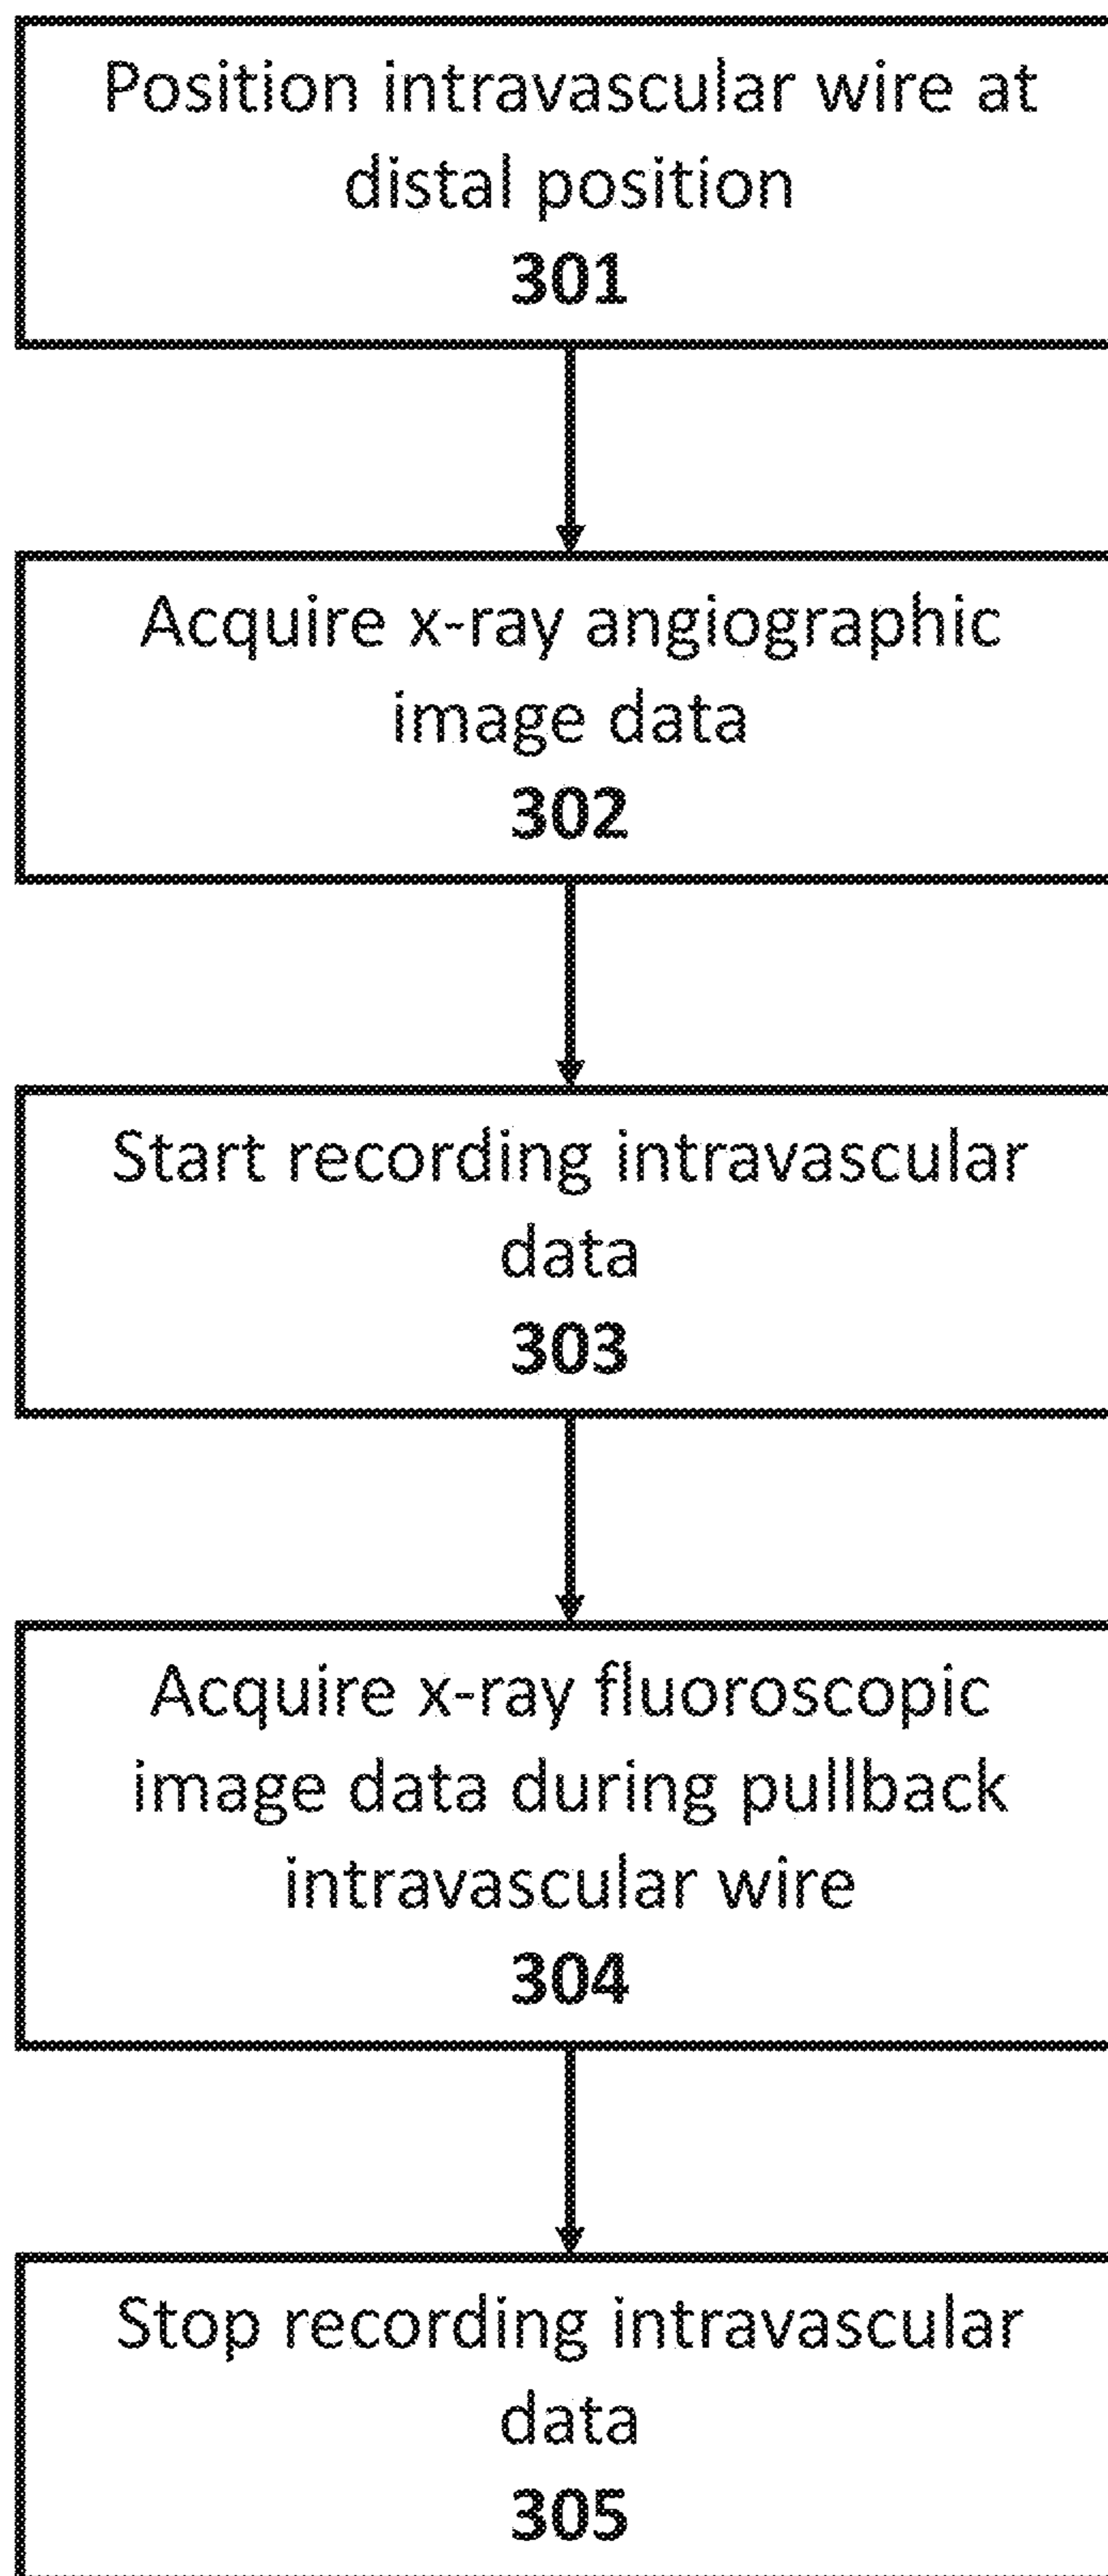 Position intravascular wire at
distal position
301
Acquire x-ray angiographic
image data
302
Start recording intravascular
data
303
Acquire x-ray fluoroscopic
image data during pullback
intravascular wire
304
Stop recording intravascular
data
305